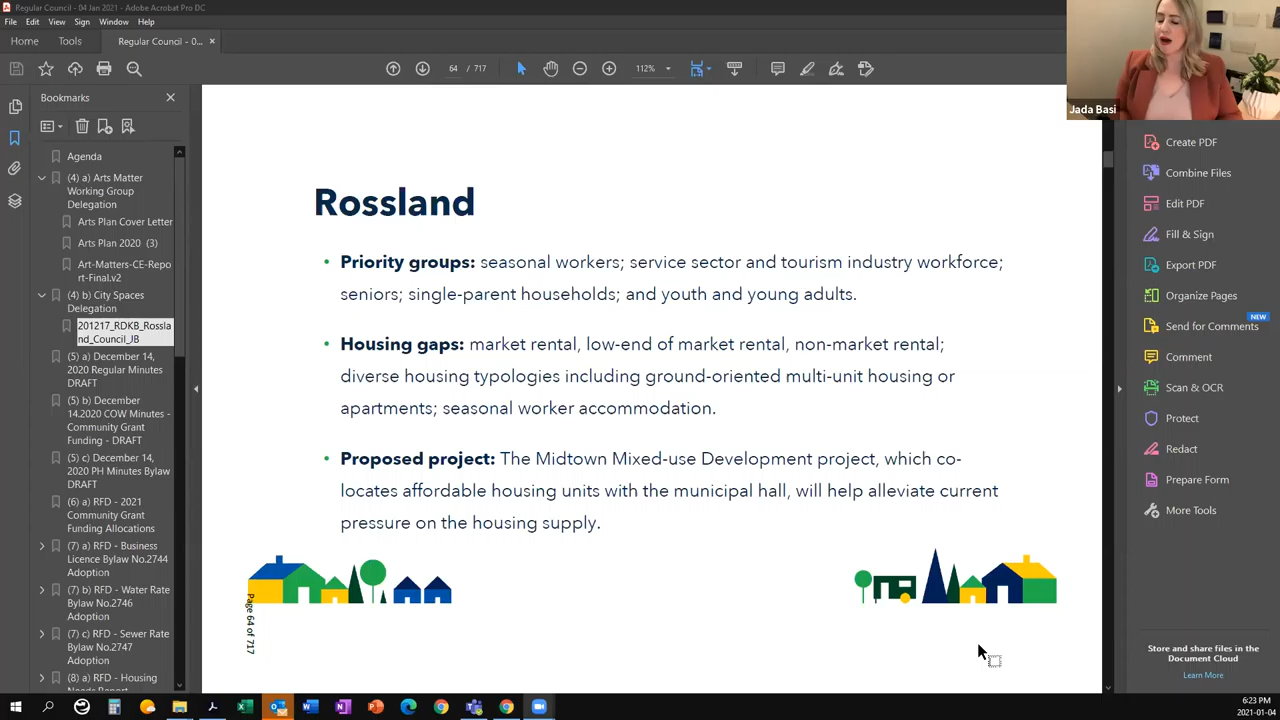 Regular Council - 04 Jan 2021 - Adobe Acrobat Pro DC
File Edit View Sign Window Help
Home Tools Regular Council - 0... ×
64 / 717 112%
Jada Basi
Bookmarks
Agenda
(4) a) Arts Matter
Working Group
Delegation
Arts Plan Cover Letter
Arts Plan 2020 (3)
Art-Matters-CE-Repo
rt-Final.v2
(4) b) City Spaces
Delegation
201217_RDKB_Rossla
nd_Council_JB
(5) a) December 14,
2020 Regular Minutes
DRAFT
(5) b) December
14.2020 COW Minutes -
Community Grant
Funding - DRAFT
(5) c) December 14,
2020 PH Minutes Bylaw
DRAFT
(6) a) RFD - 2021
Community Grant
Funding Allocations
(7) a) RFD - Business
Licence Bylaw No.2744
Adoption
(7) b) RFD - Water Rate
Bylaw No.2746
Adoption
(7) c) RFD - Sewer Rate
Bylaw No.2747
Adoption
(8) a) RFD - Housing
Needs Report
Rossland
• Priority groups: seasonal workers; service sector and tourism industry workforce;
seniors; single-parent households; and youth and young adults.
• Housing gaps: market rental, low-end of market rental, non-market rental;
diverse housing typologies including ground-oriented multi-unit housing or
apartments; seasonal worker accommodation.
• Proposed project: The Midtown Mixed-use Development project, which co-
locates affordable housing units with the municipal hall, will help alleviate current
pressure on the housing supply.
Page 64 of 717
Create PDF
Combine Files
Edit PDF
Fill & Sign
Export PDF
Organize Pages
NEW
Send for Comments
Comment
Scan & OCR
Protect
Redact
Prepare Form
More Tools
Store and share files in the
Document Cloud
Learn More
6:23 PM
2021-01-04